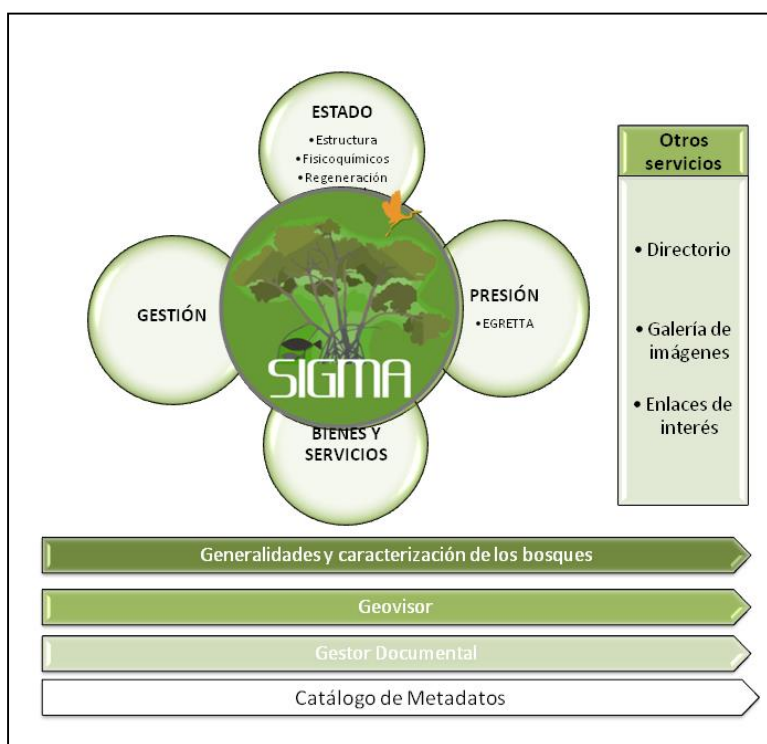 ESTADO
•Estructura
•Fisicoquímicos
•Regeneración
GESTIÓN
PRESIÓN
•EGRETTA
SIGMA
BIENES Y
SERVICIOS
Otros
servicios
• Directorio
• Galería de
imágenes
• Enlaces de
interés
Generalidades y caracterización de los bosques
Geovisor
Gestor Documental
Catálogo de Metadatos